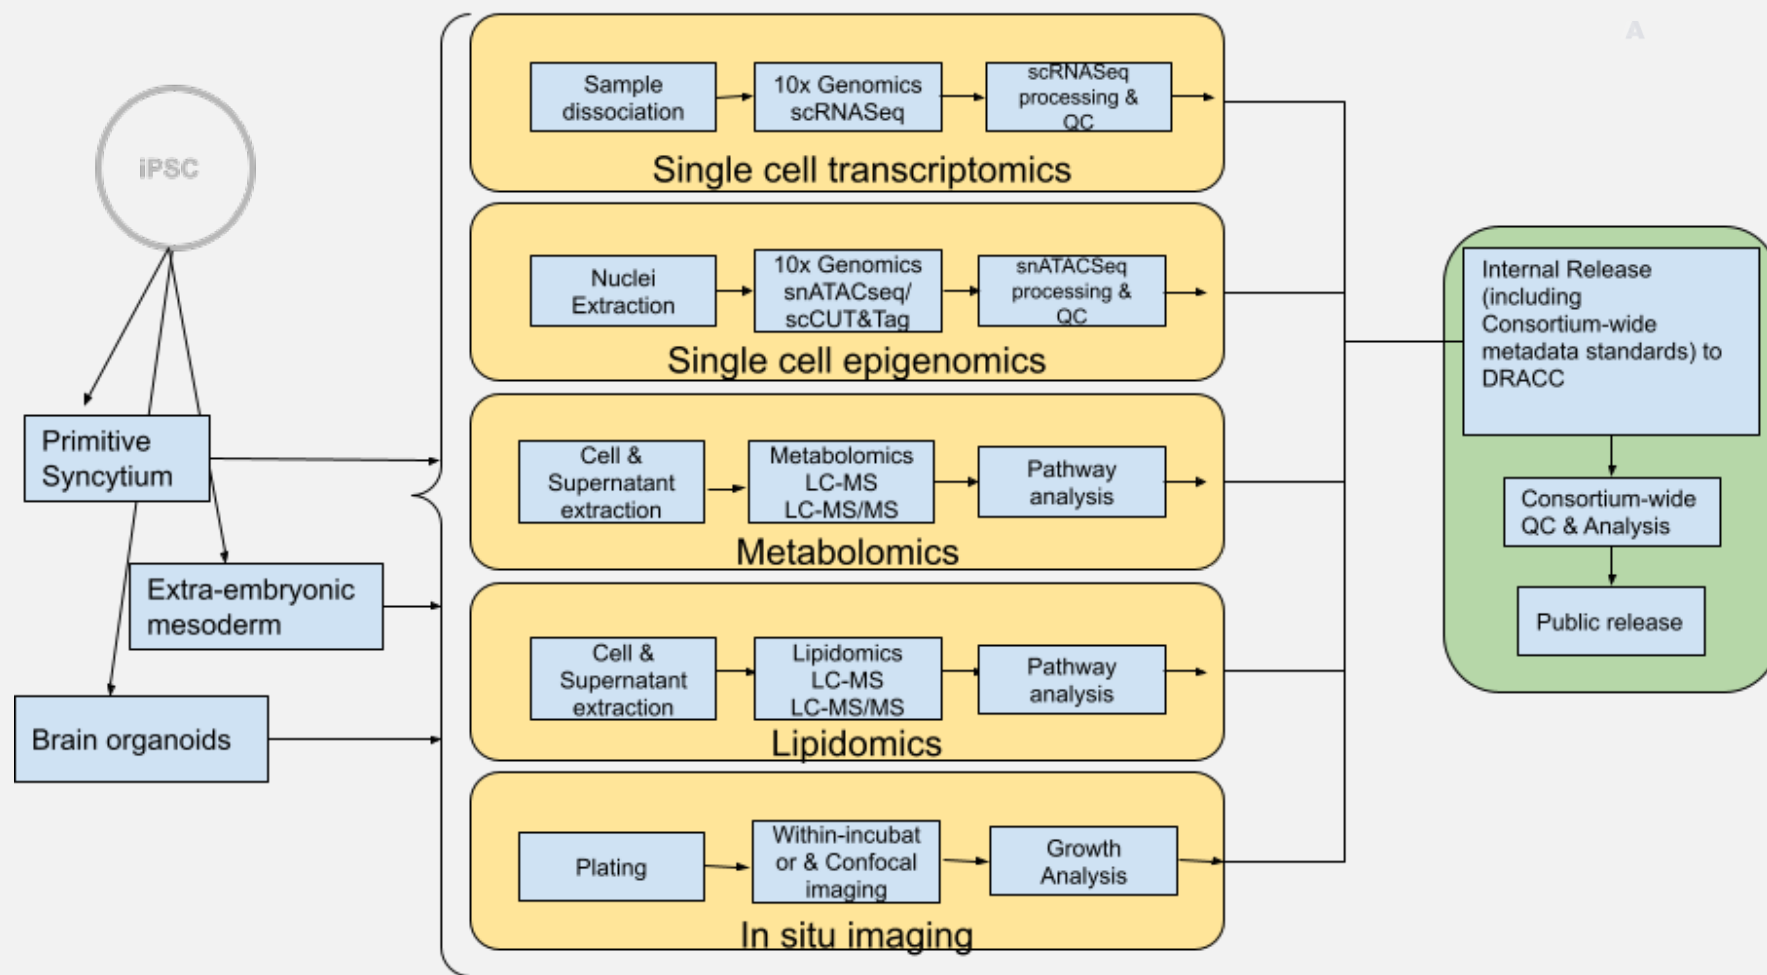 A
iPSC
Primitive
Syncytium
Extra-embryonic
mesoderm
Brain organoids
Sample
dissociation
10x Genomics
scRNASeq
scRNASeq
processing &
QC
Single cell transcriptomics
Nuclei
Extraction
10x Genomics
snATACseq/
scCUT&Tag
snATACSeq
processing &
QC
Single cell epigenomics
Cell &
Supernatant
extraction
Metabolomics
LC-MS
LC-MS/MS
Pathway
analysis
Metabolomics
Cell &
Supernatant
extraction
Lipidomics
LC-MS
LC-MS/MS
Pathway
analysis
Lipidomics
Plating
Within-incubat
or & Confocal
imaging
Growth
Analysis
In situ imaging
Internal Release
(including
Consortium-wide
metadata standards) to
DRACC
Consortium-wide
QC & Analysis
Public release